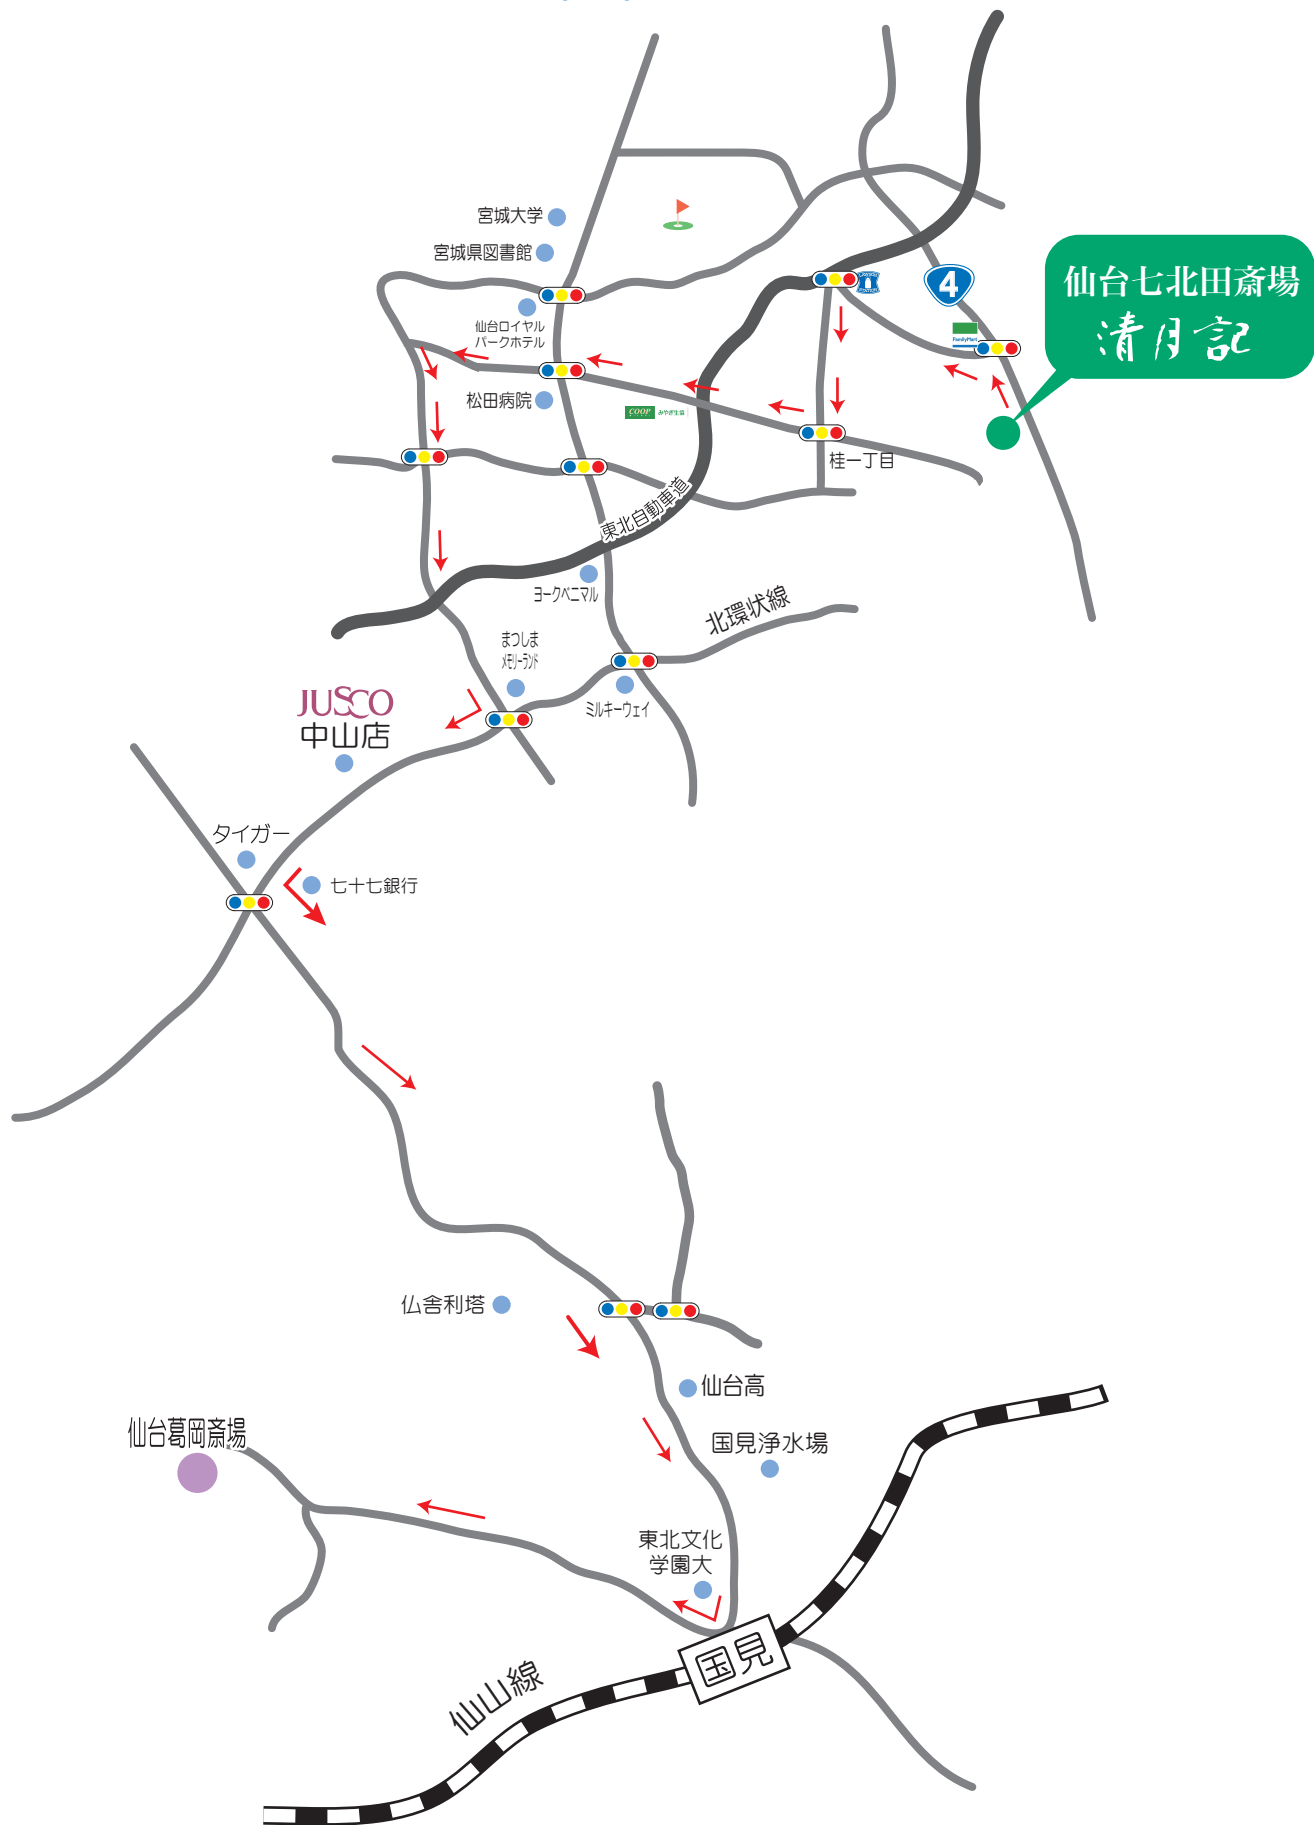 宮城大学
宮城県図書館
仙台ロイヤル
パークホテル
松田病院
4
仙台七北田斎場
清月記
FamilyMart
COOP みやぎ生協
桂一丁目
東北自動車道
ヨークベニマル
北環状線
まつしま
メモリーランド
ミルキーウェイ
JUSCO
中山店
タイガー
七十七銀行
仏舎利塔
仙台高
国見浄水場
仙台葛岡斎場
東北文化
学園大
国見
仙山線